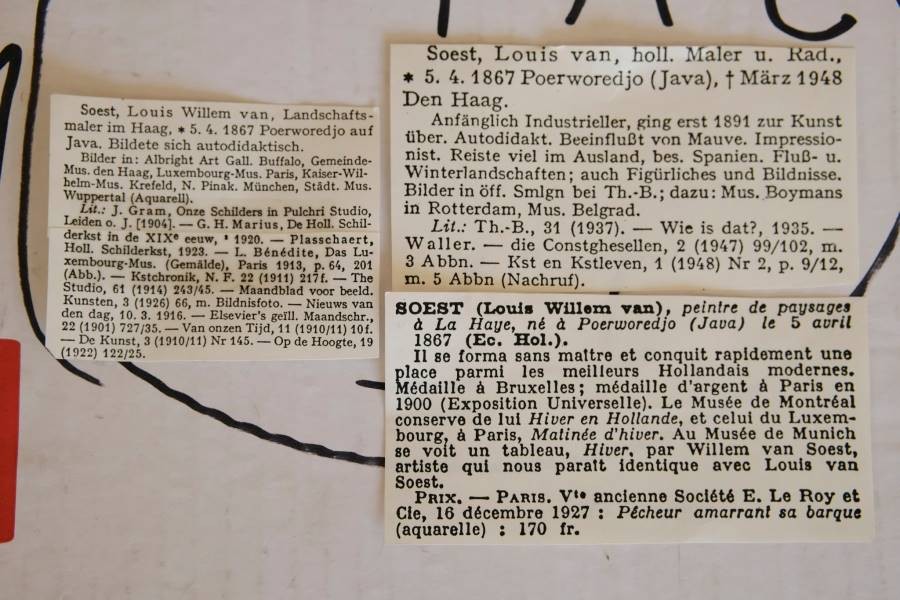 Soest, Louis Willem van, Landschafts-
maler im Haag, * 5. 4. 1867 Poerworedjo auf
Java. Bildete sich autodidaktisch.
Bilder in: Albright Art Gall. Buffalo, Gemeinde-
Mus. den Haag, Luxembourg-Mus. Paris, Kaiser-Wil-
helm-Mus. Krefeld, N. Pinak. München, Städt. Mus.
Wuppertal (Aquarell).
Lit.: J. Gram, Onze Schilders in Pulchri Studio,
Leiden o. J. [1904]. — G. H. Marius, De Holl. Schil-
derkst in de XIXe eeuw, ² 1920. — Plasschaert,
Holl. Schilderkst, 1923. — L. Bénédite, Das Lu-
xembourg-Mus. (Gemälde), Paris 1913, p. 64, 201
(Abb.). — Kstchronik, N. F. 22 (1911) 217f. — The
Studio, 61 (1914) 243/45. — Maandblad voor beeld.
Kunsten, 3 (1926) 66, m. Bildnisfoto. — Nieuws van
den dag, 10. 3. 1916. — Elsevier's geïll. Maandschr.,
22 (1901) 727/35. — Van onzen Tijd, 11 (1910/11) 10f.
— De Kunst, 3 (1910/11) Nr 145. — Op de Hoogte, 19
(1922) 122/25.
Soest, Louis van, holl. Maler u. Rad.,
* 5. 4. 1867 Poerworedjo (Java), † März 1948
Den Haag.
Anfänglich Industrieller, ging erst 1891 zur Kunst
über. Autodidakt. Beeinflußt von Mauve. Impressio-
nist. Reiste viel im Ausland, bes. Spanien. Fluß- u.
Winterlandschaften; auch Figürliches und Bildnisse.
Bilder in öff. Smlgn bei Th.-B.; dazu: Mus. Boymans
in Rotterdam, Mus. Belgrad.
Lit.: Th.-B., 31 (1937). — Wie is dat?, 1935. —
Waller. — die Constghesellen, 2 (1947) 99/102, m.
3 Abbn. — Kst en Kstleven, 1 (1948) Nr 2, p. 9/12,
m. 5 Abbn (Nachruf).
SOEST (Louis Willem van), peintre de paysages
à La Haye, né à Poerworedjo (Java) le 5 avril
1867 (Ec. Hol.).
Il se forma sans maître et conquit rapidement une
place parmi les meilleurs Hollandais modernes.
Médaille à Bruxelles; médaille d'argent à Paris en
1900 (Exposition Universelle). Le Musée de Montréal
conserve de lui Hiver en Hollande, et celui du Luxem-
bourg, à Paris, Matinée d'hiver. Au Musée de Munich
se voit un tableau, Hiver, par Willem van Soest,
artiste qui nous paraît identique avec Louis van
Soest.
PRIX. — PARIS. Vte ancienne Société E. Le Roy et
Cie, 16 décembre 1927 : Pêcheur amarrant sa barque
(aquarelle) : 170 fr.